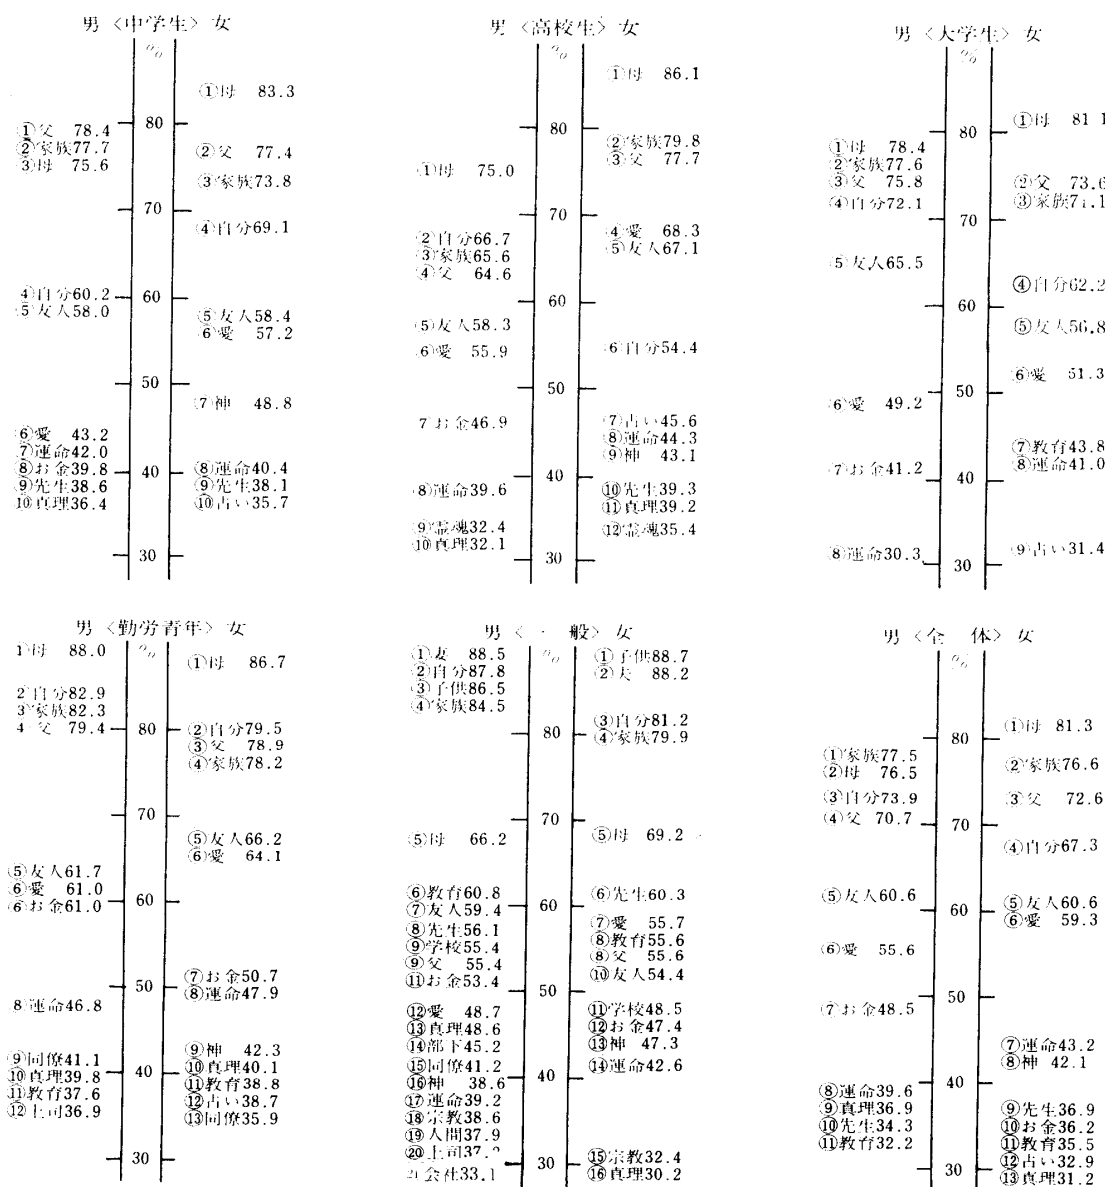 男〈中学生〉女
%
①母 83.3
①父 78.4
②家族77.7
③母 75.6
80
②父 77.4
③家族73.8
70
④自分69.1
④自分60.2
⑤友人58.0
60
⑤友人58.4
⑥愛 57.2
50
⑦神 48.8
⑥愛 43.2
⑦運命42.0
⑧お金39.8
⑨先生38.6
⑩真理36.4
40
⑧運命40.4
⑨先生38.1
⑩占い35.7
30
男〈高校生〉女
%
①母 86.1
80
②家族79.8
③父 77.7
①母 75.0
70
②自分66.7
③家族65.6
④父 64.6
④愛 68.3
⑤友人67.1
60
⑤友人58.3
⑥愛 55.9
⑥自分54.4
50
⑦お金46.9
⑦占い45.6
⑧運命44.3
⑨神 43.1
40
⑧運命39.6
⑩先生39.3
⑪真理39.2
⑨霊魂32.4
⑩真理32.1
⑫霊魂35.4
30
男〈大学生〉女
%
①母 81.1
80
①母 78.4
②家族77.6
③父 75.8
④自分72.1
②父 73.6
③家族71.1
70
⑤友人65.5
④自分62.2
60
⑤友人56.8
⑥愛 51.3
50
⑥愛 49.2
⑦教育43.8
⑧運命41.0
⑦お金41.2
40
⑧運命30.3
30
⑨占い31.4
男〈勤労青年〉女
%
①母 88.0
①母 86.7
②自分82.9
③家族82.3
④父 79.4
80
②自分79.5
③父 78.9
④家族78.2
70
⑤友人66.2
⑥愛 64.1
⑤友人61.7
⑥愛 61.0
⑥お金61.0
60
50
⑦お金50.7
⑧運命47.9
⑧運命46.8
⑨同僚41.1
⑩真理39.8
⑪教育37.6
⑫上司36.9
40
⑨神 42.3
⑩真理40.1
⑪教育38.8
⑫占い38.7
⑬同僚35.9
30
男〈一般〉女
%
①妻 88.5
②自分87.8
③子供86.5
④家族84.5
①子供88.7
②夫 88.2
80
③自分81.2
④家族79.9
70
⑤母 66.2
⑤母 69.2
⑥教育60.8
⑦友人59.4
⑧先生56.1
⑨学校55.4
⑨父 55.4
⑪お金53.4
60
⑥先生60.3
⑦愛 55.7
⑧教育55.6
⑧父 55.6
⑩友人54.4
50
⑫愛 48.7
⑬真理48.6
⑭部下45.2
⑮同僚41.2
⑯神 38.6
⑰運命39.2
⑱宗教38.6
⑲人間37.9
⑳上司37.
㉑会社33.1
⑪学校48.5
⑫お金47.4
⑬神 47.3
⑭運命42.6
40
30
⑮宗教32.4
⑯真理30.2
男〈全体〉女
%
①母 81.3
80
①家族77.5
②母 76.5
③自分73.9
④父 70.7
②家族76.6
③父 72.6
70
④自分67.3
⑤友人60.6
60
⑤友人60.6
⑥愛 59.3
⑥愛 55.6
50
⑦お金48.5
⑦運命43.2
⑧神 42.1
40
⑧運命39.6
⑨真理36.9
⑩先生34.3
⑪教育32.2
⑨先生36.9
⑩お金36.2
⑪教育35.5
⑫占い32.9
⑬真理31.2
30